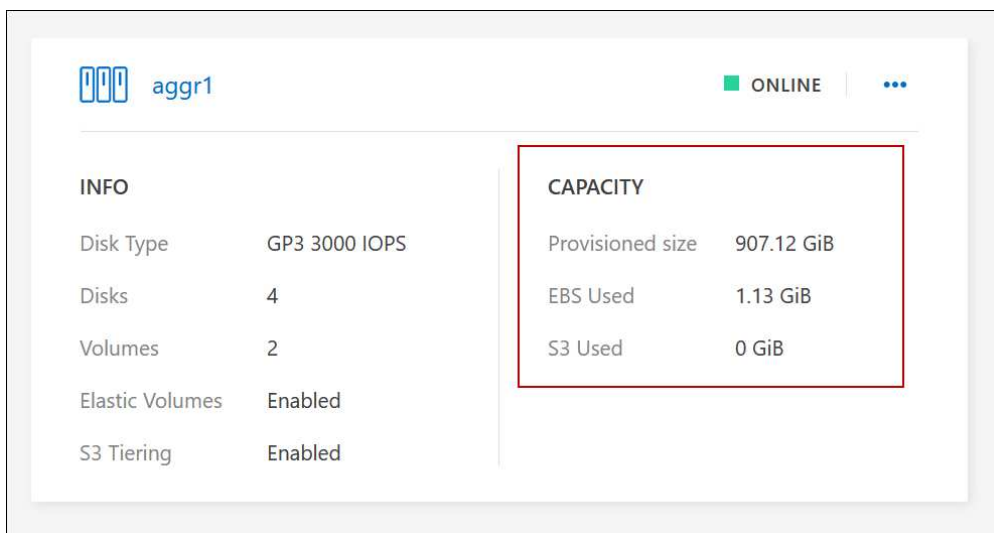 aggr1
ONLINE
INFO
Disk Type GP3 3000 IOPS
Disks 4
Volumes 2
Elastic Volumes Enabled
S3 Tiering Enabled
CAPACITY
Provisioned size 907.12 GiB
EBS Used 1.13 GiB
S3 Used 0 GiB